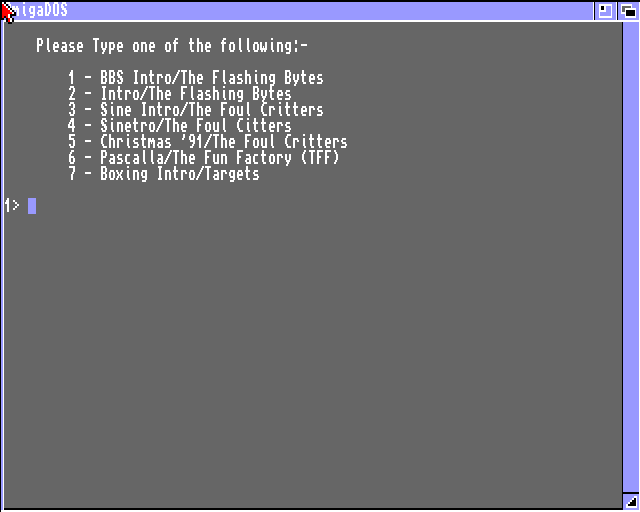 AmigaDOS
Please Type one of the following:-
1 - BBS Intro/The Flashing Bytes
2 - Intro/The Flashing Bytes
3 - Sine Intro/The Foul Critters
4 - Sinetro/The Foul Citters
5 - Christmas '91/The Foul Critters
6 - Pascalla/The Fun Factory (TFF)
7 - Boxing Intro/Targets
1>